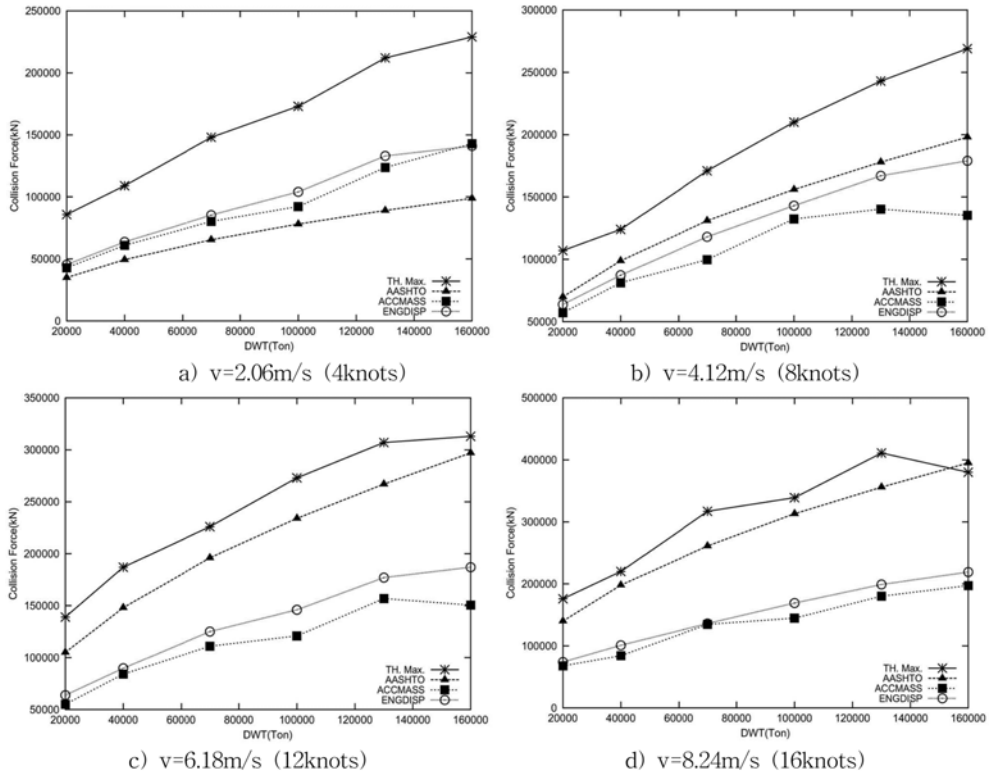 250000
200000
150000
100000
50000
0
Collision Force(kN)
TH. Max.
AASHTO
ACCMASS
ENGDISP
20000 40000 60000 80000 100000 120000 140000 160000
DWT(Ton)
a) v=2.06m/s (4knots)
300000
250000
200000
150000
100000
50000
Collision Force(kN)
TH. Max.
AASHTO
ACCMASS
ENGDISP
20000 40000 60000 80000 100000 120000 140000 160000
DWT(Ton)
b) v=4.12m/s (8knots)
350000
300000
250000
200000
150000
100000
50000
Collision Force(kN)
TH. Max.
AASHTO
ACCMASS
ENGDISP
20000 40000 60000 80000 100000 120000 140000 160000
DWT(Ton)
c) v=6.18m/s (12knots)
500000
400000
300000
200000
100000
0
Collision Force(kN)
TH. Max.
AASHTO
ACCMASS
ENGDISP
20000 40000 60000 80000 100000 120000 140000 160000
DWT(Ton)
d) v=8.24m/s (16knots)